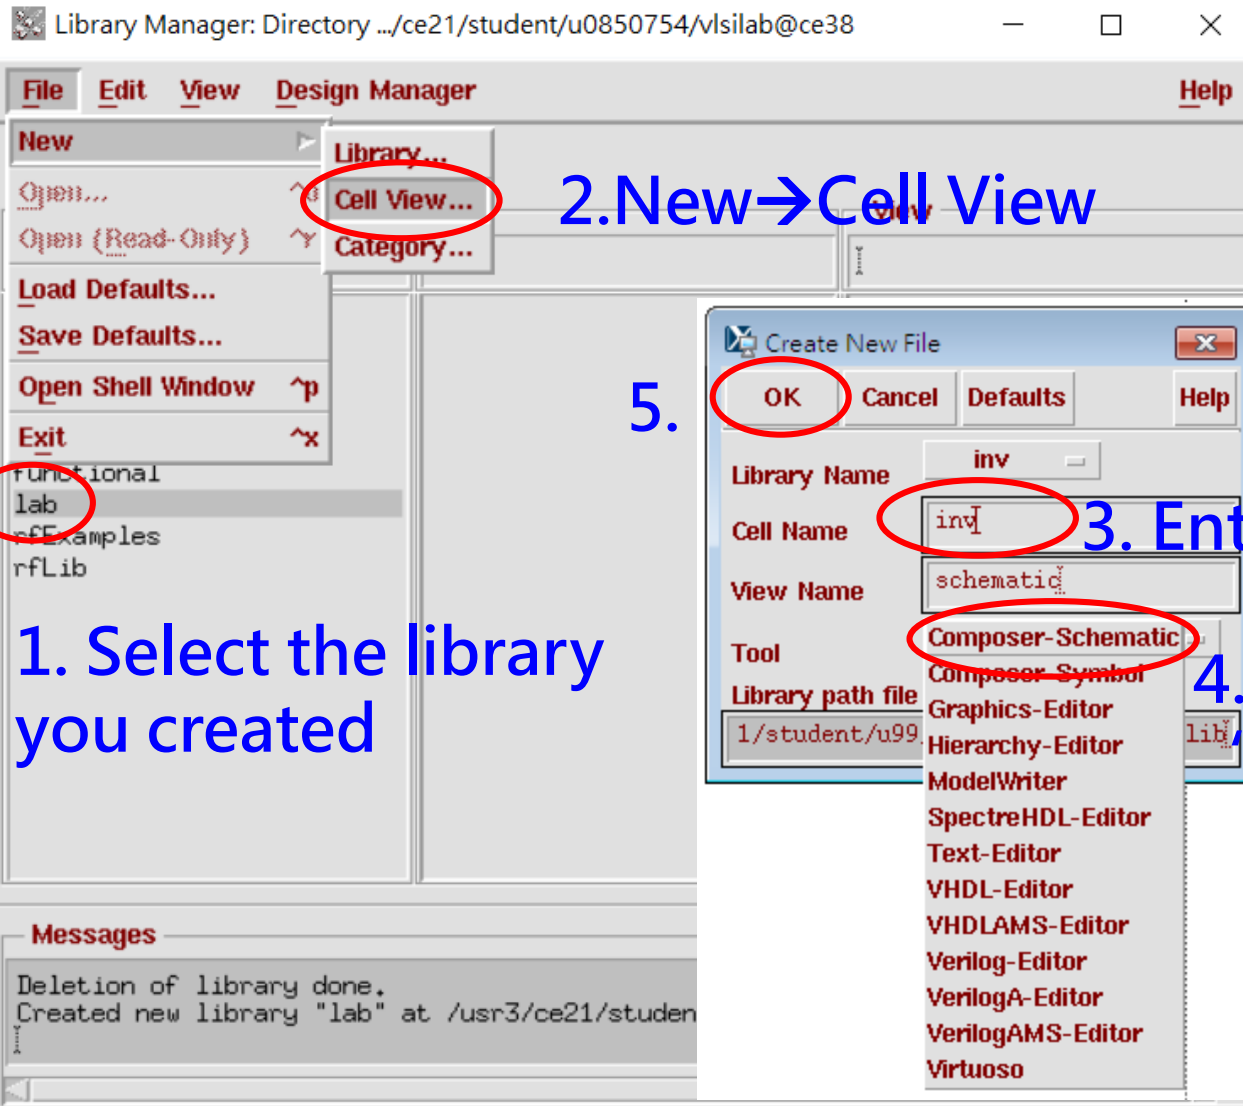 Library Manager: Directory .../ce21/student/u0850754/vlsilab@ce38
File Edit View Design Manager Help
New
Library...
Open...
Cell View...
2.New→Cell View
View
Open (Read-Only) ^r
Category...
Load Defaults...
Save Defaults...
Open Shell Window ^p
Exit ^x
functional
lab
rfExamples
rfLib
1. Select the library
you created
Create New File
5.
OK Cancel Defaults Help
Library Name inv
Cell Name inv
3. Ent
View Name schematic
Tool Composer-Schematic
4.
Composer-Symbol
Library path file
Graphics-Editor
1/student/u99 lib
Hierarchy-Editor
ModelWriter
SpectreHDL-Editor
Text-Editor
VHDL-Editor
VHDLAMS-Editor
Verilog-Editor
VerilogA-Editor
VerilogAMS-Editor
Virtuoso
Messages
Deletion of library done.
Created new library "lab" at /usr3/ce21/studen